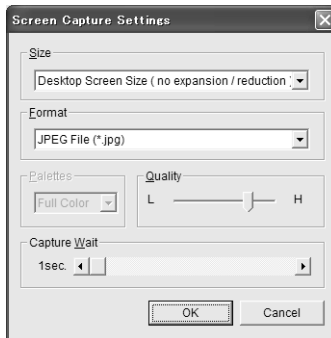 Screen Capture Settings
Size
Desktop Screen Size ( no expansion / reduction )
Format
JPEG File (*.jpg)
Palettes
Quality
Full Color
L
H
Capture Wait
1sec.
OK
Cancel